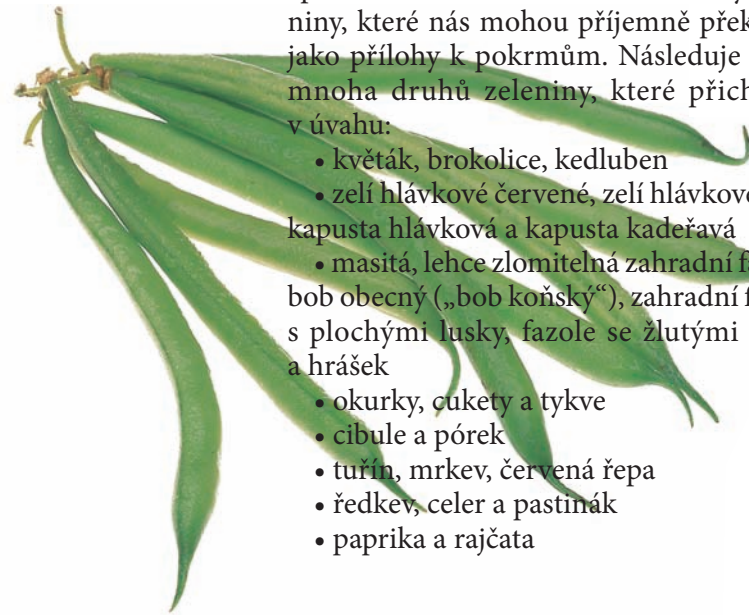 niny, které nás mohou příjemně přek
jako přílohy k pokrmům. Následuje
mnoha druhů zeleniny, které přich
v úvahu:
• květák, brokolice, kedluben
• zelí hlávkové červené, zelí hlávkové
kapusta hlávková a kapusta kadeřavá
• masitá, lehce zlomitelná zahradní fa
bob obecný („bob koňský“), zahradní f
s plochými lusky, fazole se žlutými
a hrášek
• okurky, cukety a tykve
• cibule a pórek
• tuřín, mrkev, červená řepa
• ředkev, celer a pastinák
• paprika a rajčata